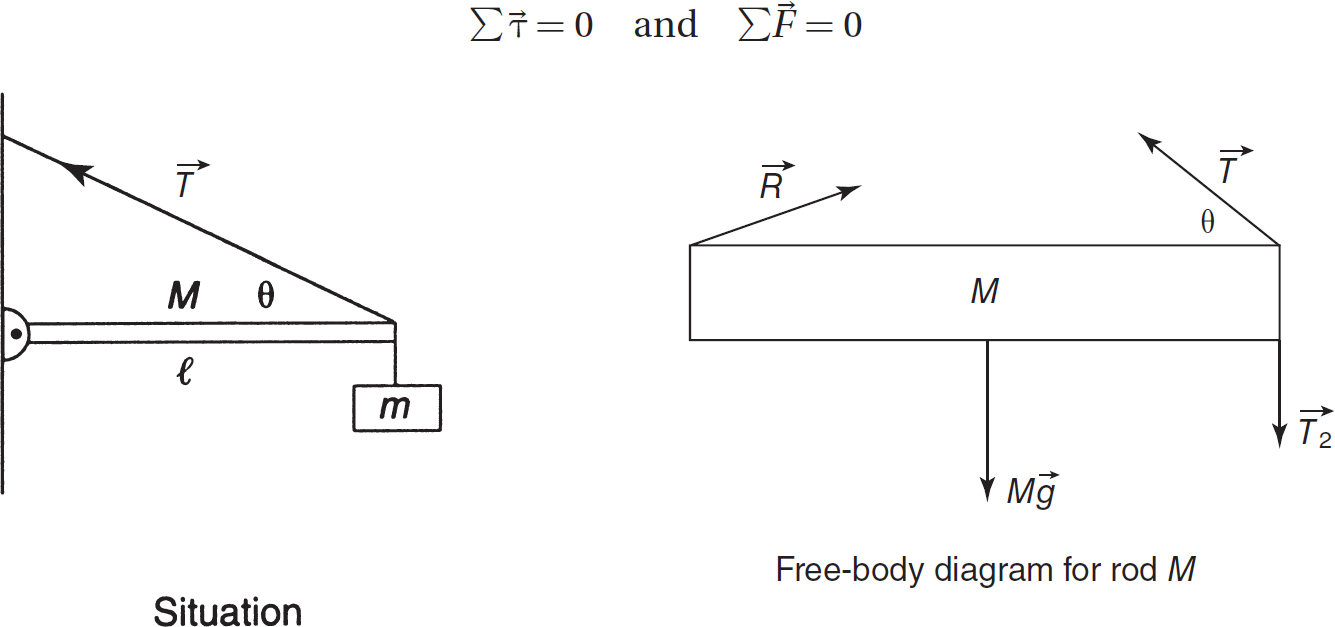 ∑τ⃗ = 0 and ∑F⃗ = 0
T⃗
M θ
ℓ
m
Situation
R⃗
T⃗
θ
M
T⃗₂
Mg⃗
Free-body diagram for rod M